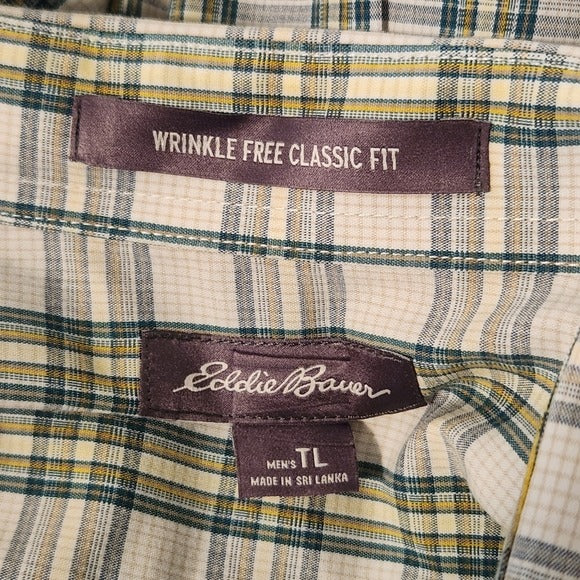 WRINKLE FREE CLASSIC FIT
Eddie Bauer
MEN'S TL
MADE IN SRI LANKA